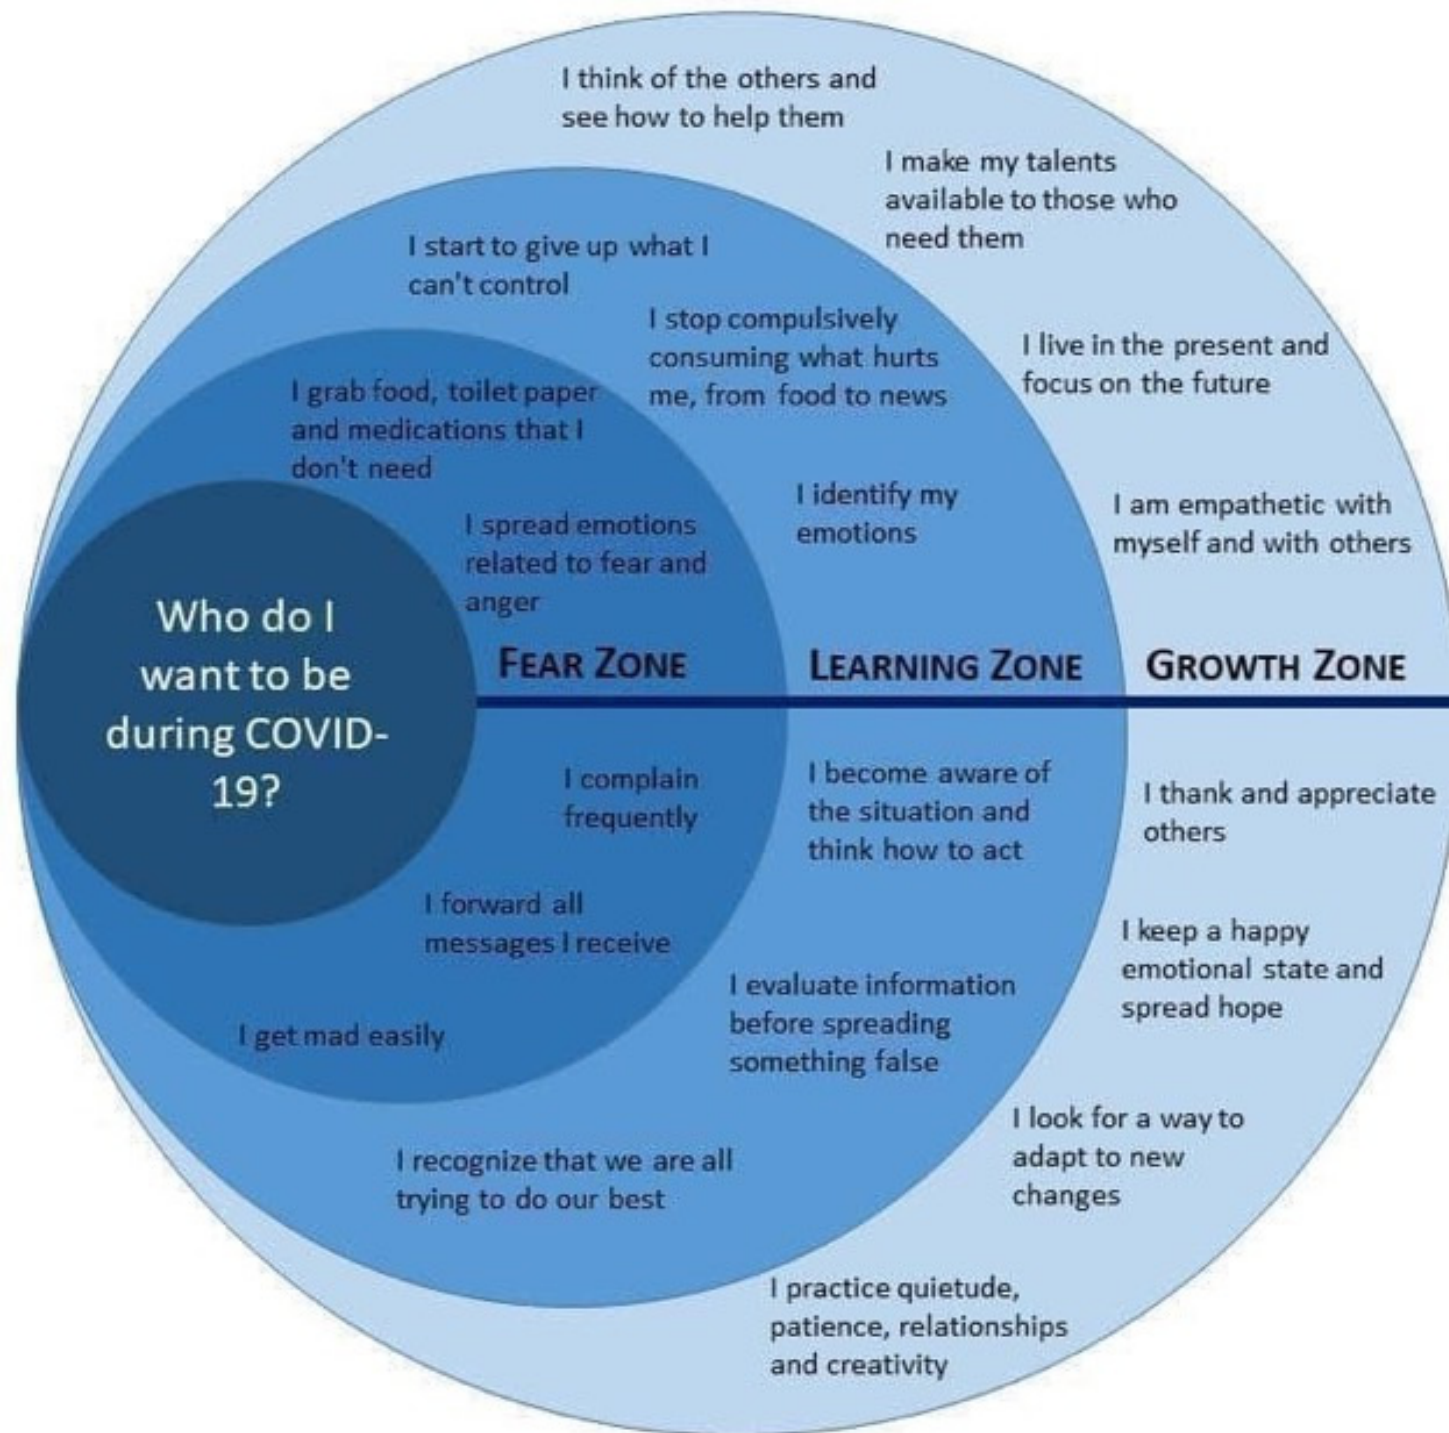 I think of the others and
see how to help them
I make my talents
available to those who
need them
I start to give up what I
can't control
I stop compulsively
consuming what hurts
me, from food to news
I live in the present and
focus on the future
I grab food, toilet paper
and medications that I
don't need
I identify my
emotions
I am empathetic with
myself and with others
I spread emotions
related to fear and
anger
Who do I
want to be
during COVID-
19?
FEAR ZONE
LEARNING ZONE
GROWTH ZONE
I complain
frequently
I become aware of
the situation and
think how to act
I thank and appreciate
others
I forward all
messages I receive
I keep a happy
emotional state and
spread hope
I evaluate information
before spreading
something false
I get mad easily
I look for a way to
adapt to new
changes
I recognize that we are all
trying to do our best
I practice quietude,
patience, relationships
and creativity